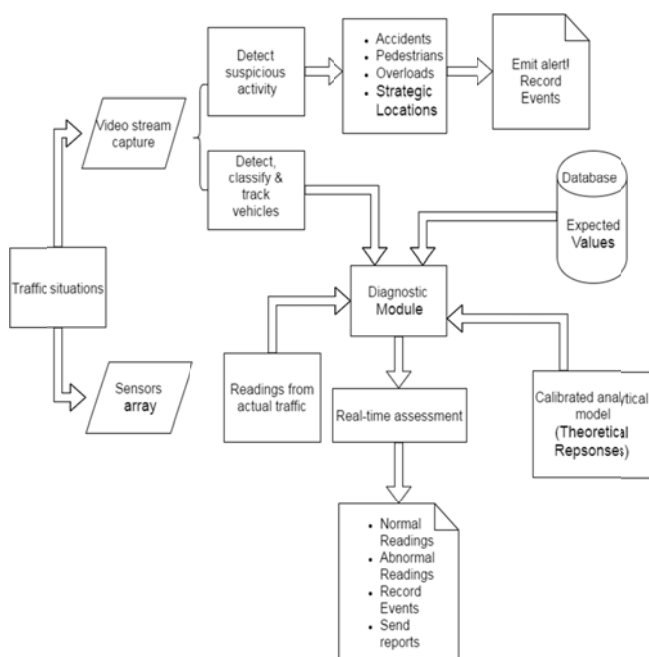 Detect
suspicious
activity
• Accidents
• Pedestrians
• Overloads
• Strategic
Locations
Emit alert!
Record
Events
Video stream
capture
Detect,
classify &
track
vehicles
Database
Expected
Values
Traffic situations
Diagnostic
Module
Sensors
array
Readings from
actual traffic
Real-time assessment
Calibrated analytical
model
(Theoretical
Repsonses)
• Normal
Readings
• Abnormal
Readings
• Record
Events
• Send
reports